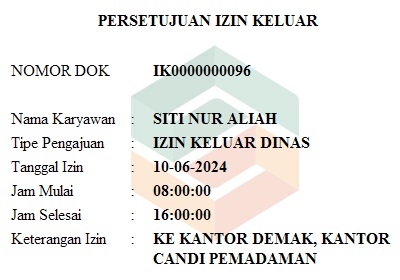 PERSETUJUAN IZIN KELUAR
NOMOR DOK IK0000000096
Nama Karyawan : SITI NUR ALIAH
Tipe Pengajuan : IZIN KELUAR DINAS
Tanggal Izin : 10-06-2024
Jam Mulai : 08:00:00
Jam Selesai : 16:00:00
Keterangan Izin : KE KANTOR DEMAK, KANTOR
CANDI PEMADAMAN